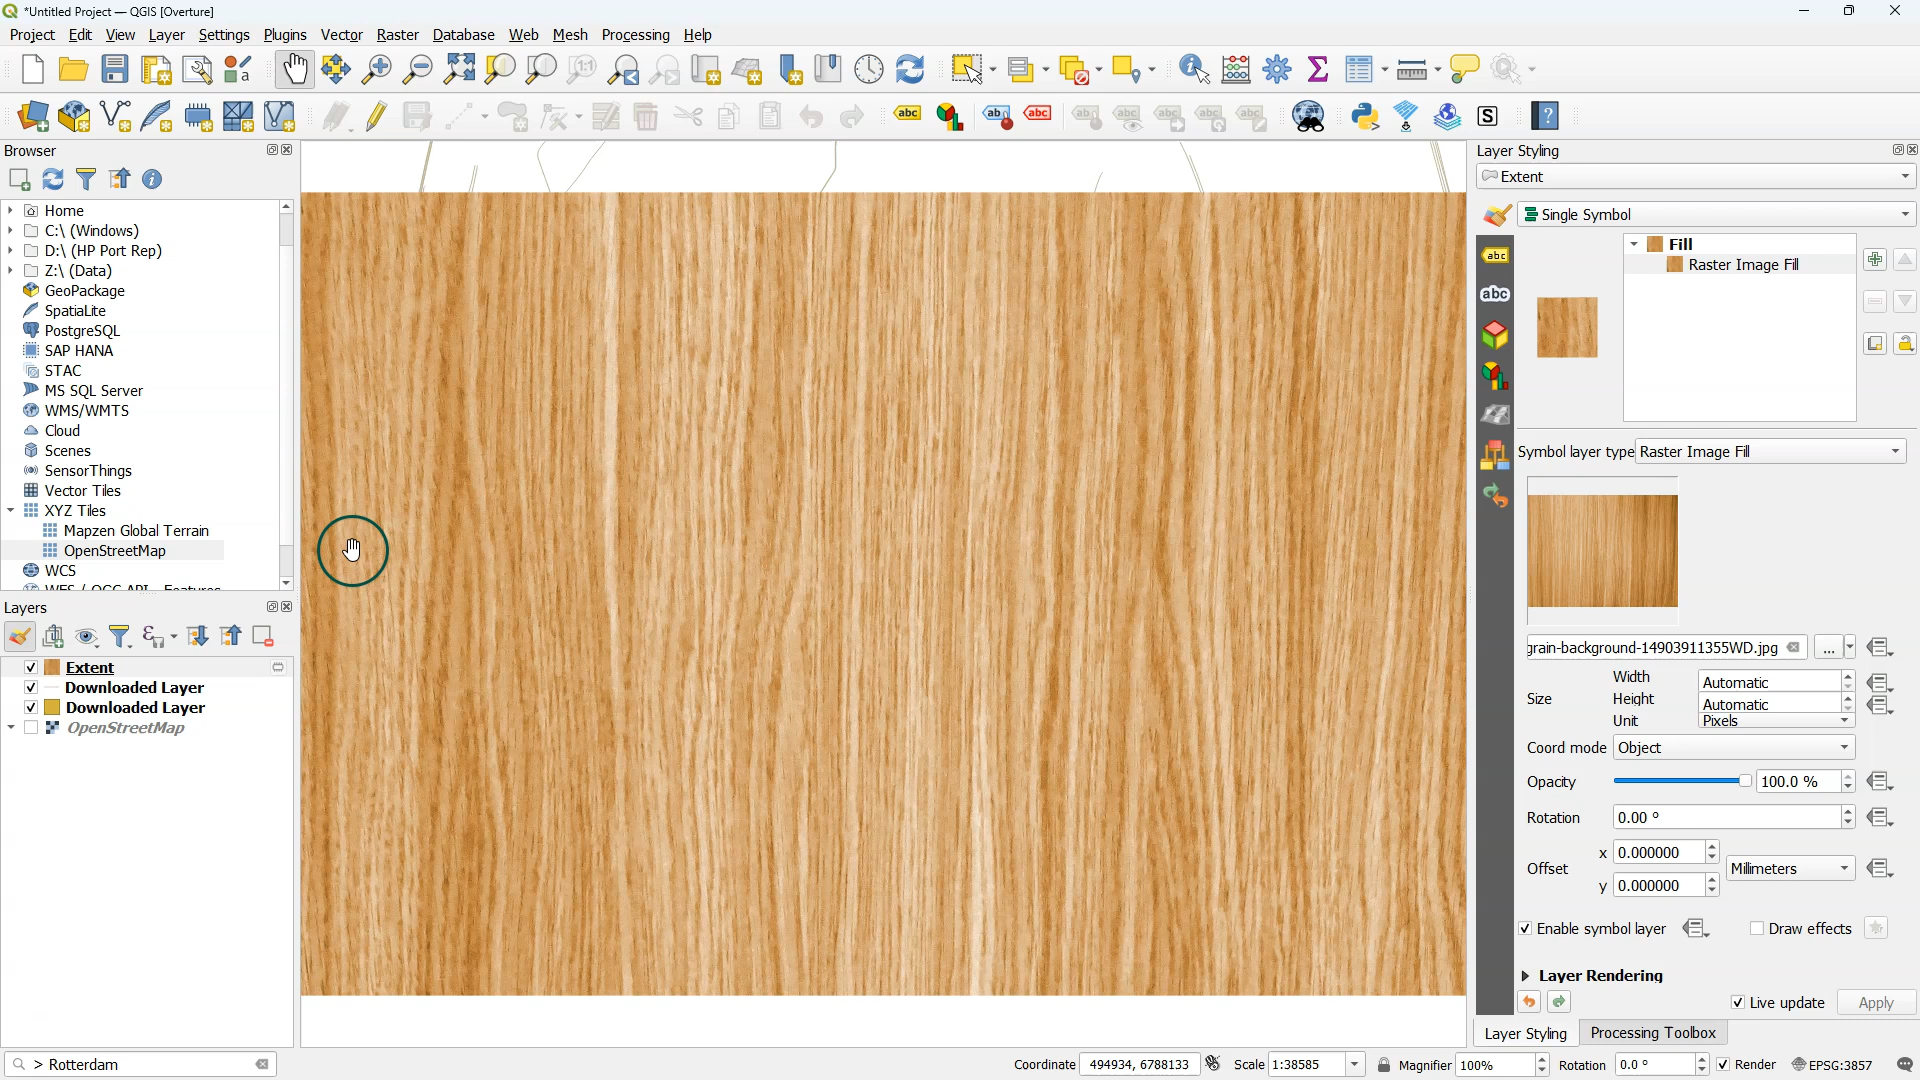 *Untitled Project — QGIS [Overture]
Project Edit View Layer Settings Plugins Vector Raster Database Web Mesh Processing Help
Browser
Home
C:\ (Windows)
D:\ (HP Port Rep)
Z:\ (Data)
GeoPackage
SpatiaLite
PostgreSQL
SAP HANA
STAC
MS SQL Server
WMS/WMTS
Cloud
Scenes
SensorThings
Vector Tiles
XYZ Tiles
Mapzen Global Terrain
OpenStreetMap
WCS
WFS / OGC API - Features
Layers
Extent
Downloaded Layer
Downloaded Layer
OpenStreetMap
> Rotterdam
Layer Styling
Extent
Single Symbol
Fill
Raster Image Fill
Symbol layer type Raster Image Fill
grain-background-14903911355WD.jpg ...
Size
Width Automatic
Height Automatic
Unit Pixels
Coord mode Object
Opacity 100.0 %
Rotation 0.00 °
Offset x 0.000000 Millimeters
y 0.000000
Enable symbol layer Draw effects
Layer Rendering
Live update Apply
Layer Styling Processing Toolbox
Coordinate 494934, 6788133 Scale 1:38585 Magnifier 100% Rotation 0.0 ° Render EPSG:3857